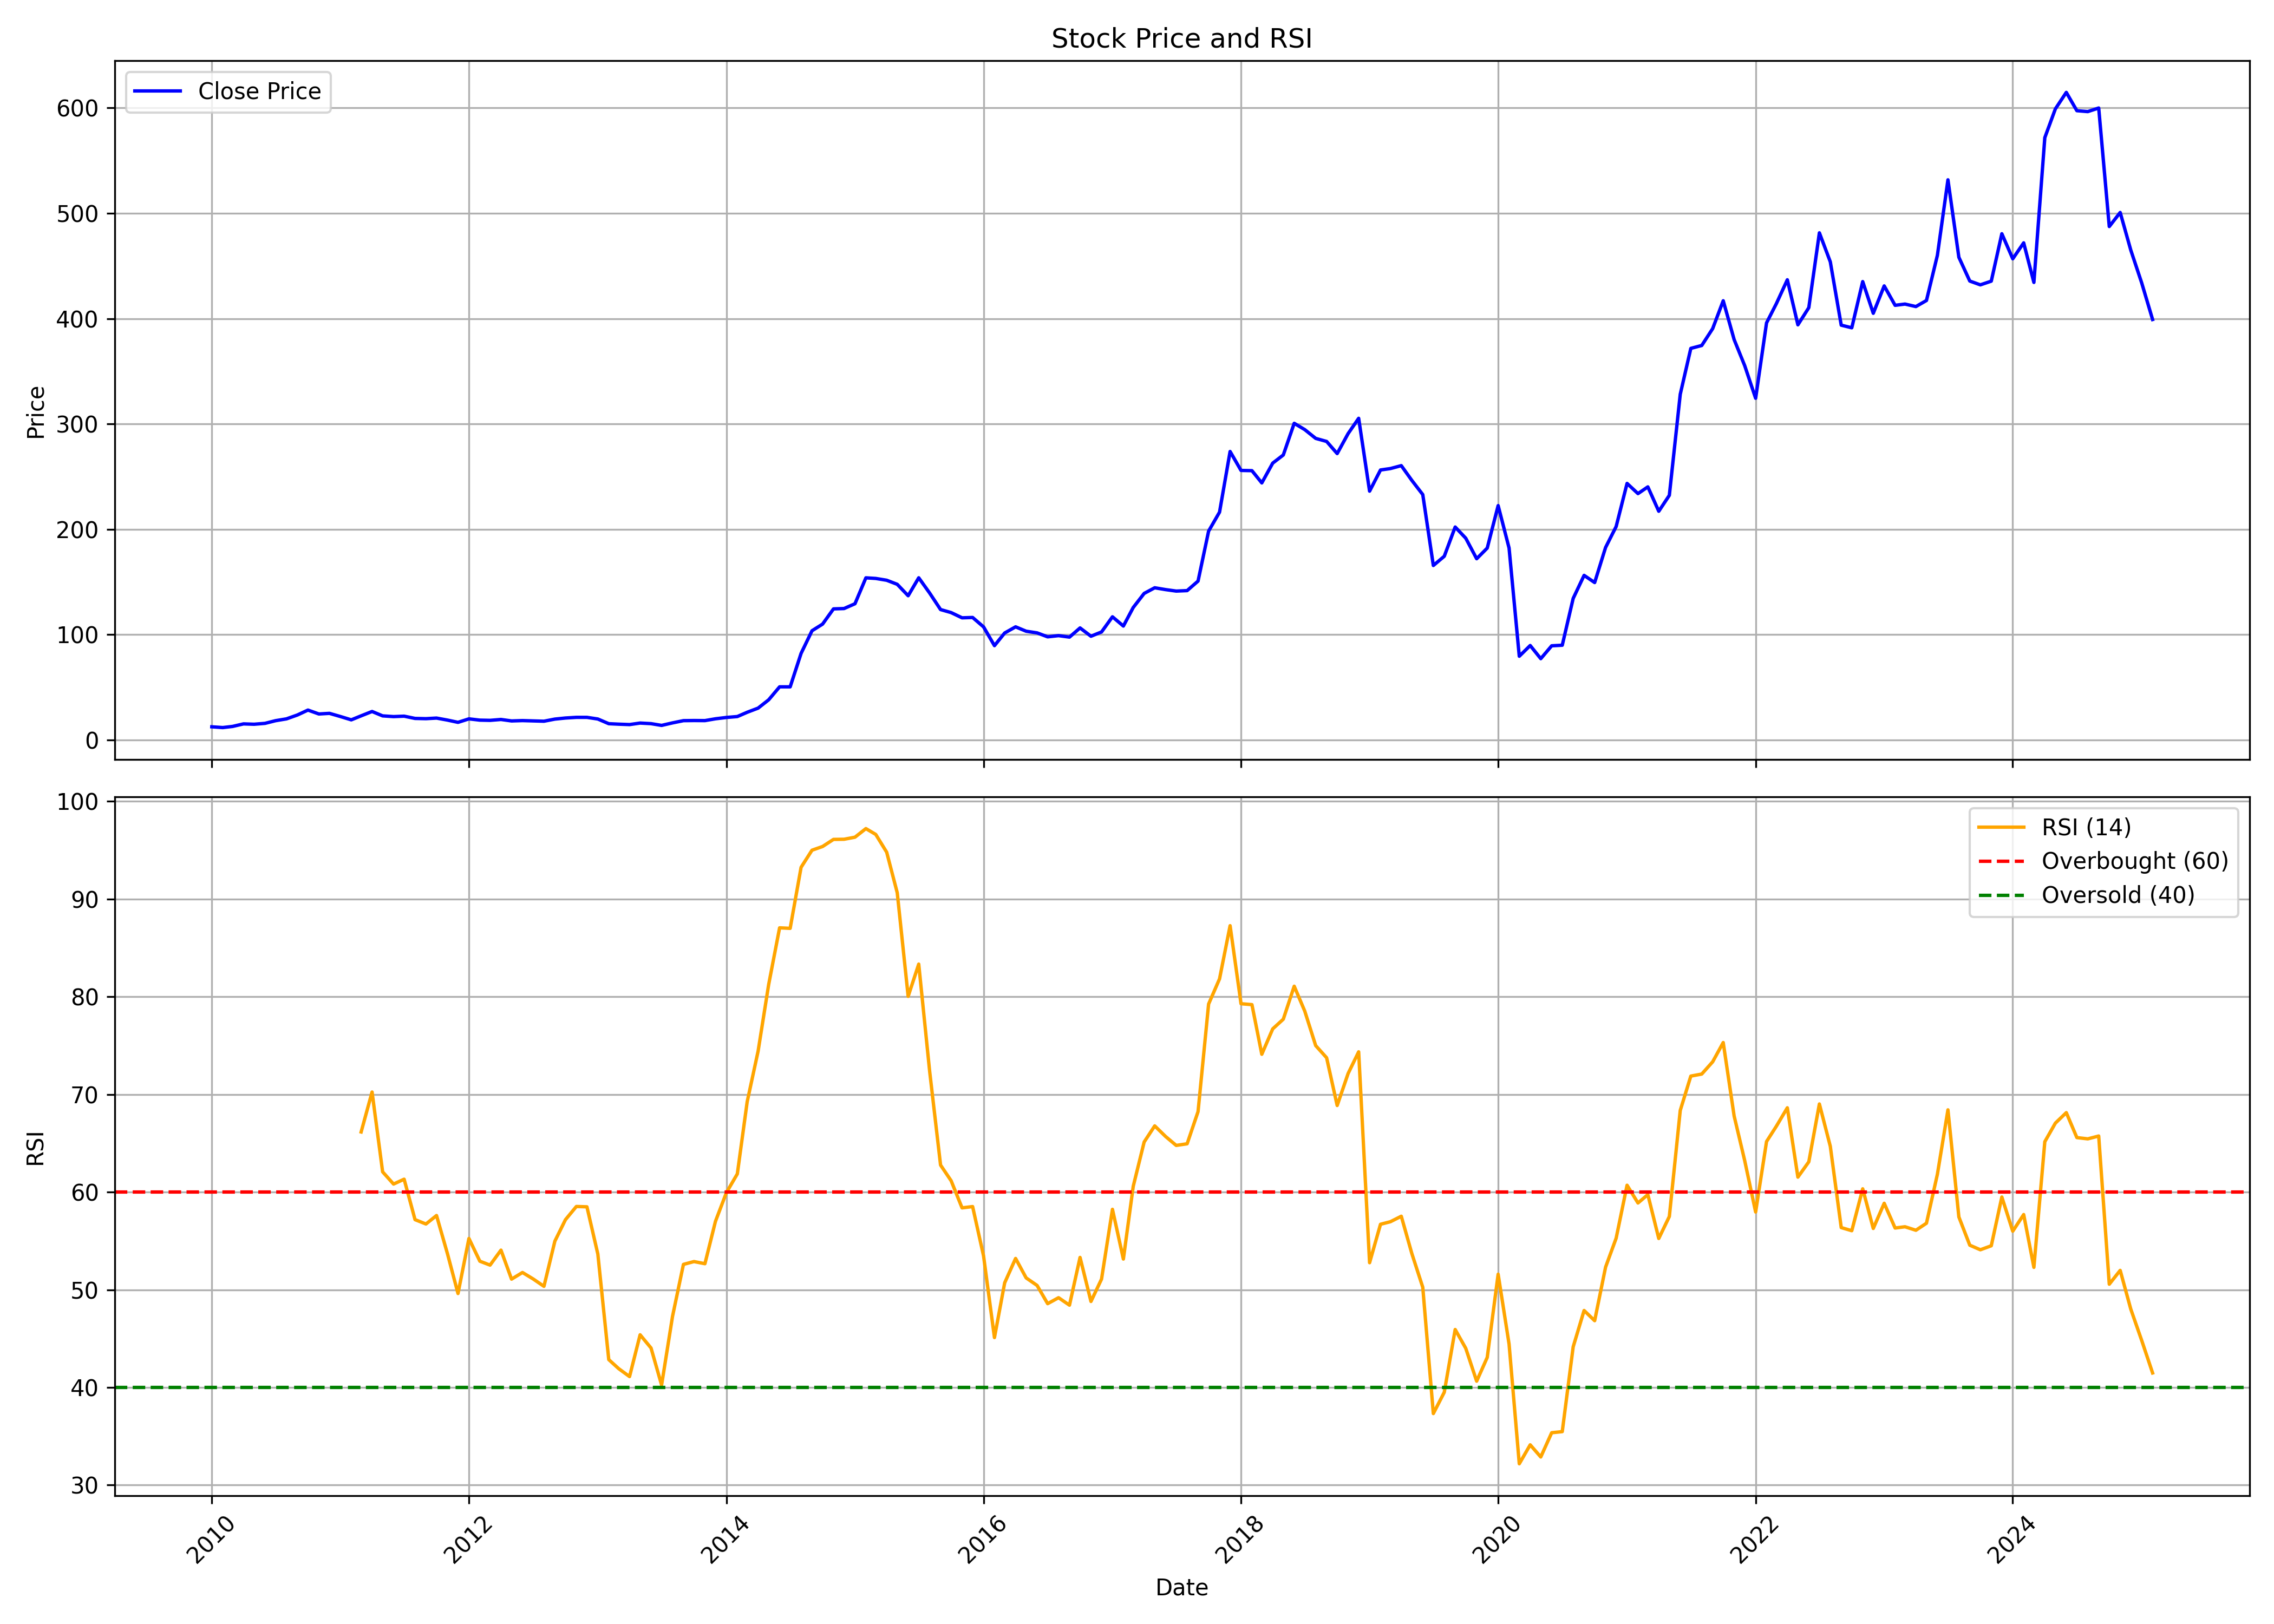 Stock Price and RSI
Close Price
600
500
400
300
200
100
0
Price
100
90
80
70
60
50
40
30
RSI
RSI (14)
Overbought (60)
Oversold (40)
2010
2012
2014
2016
2018
2020
2022
2024
Date